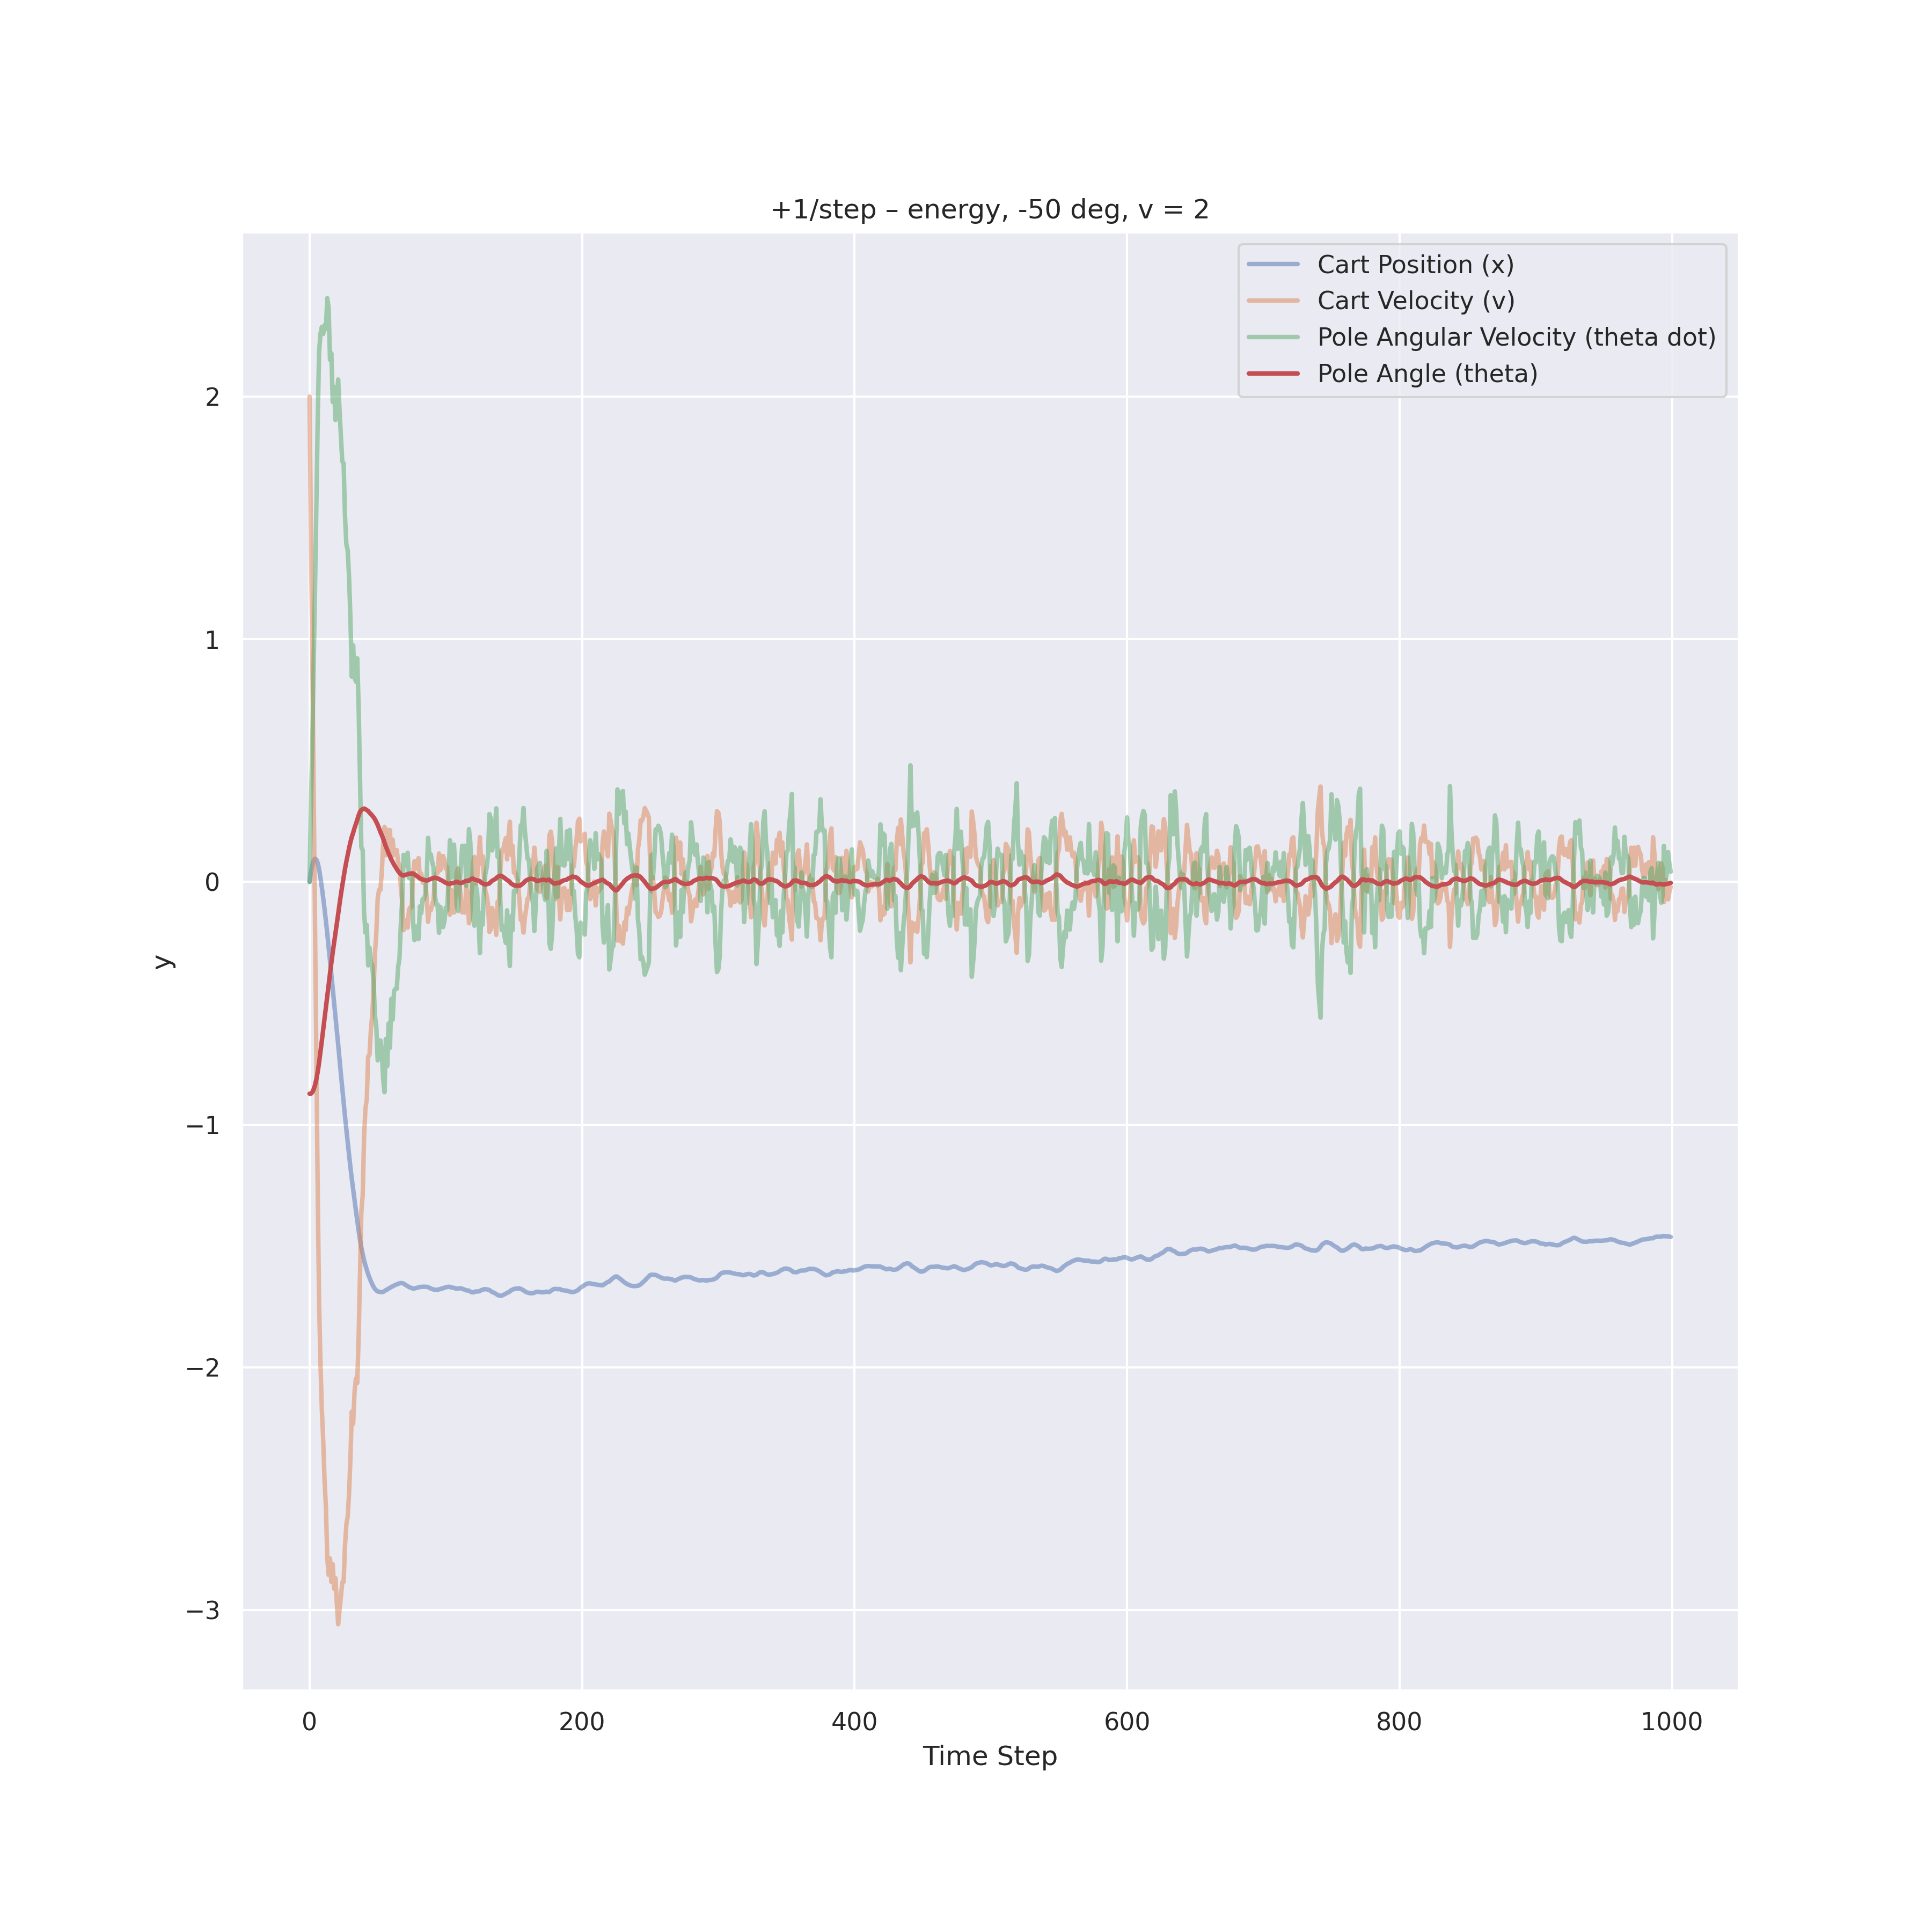 +1/step – energy, -50 deg, v = 2
Cart Position (x)
Cart Velocity (v)
Pole Angular Velocity (theta dot)
Pole Angle (theta)
2
1
0
−1
−2
−3
y
0 200 400 600 800 1000
Time Step